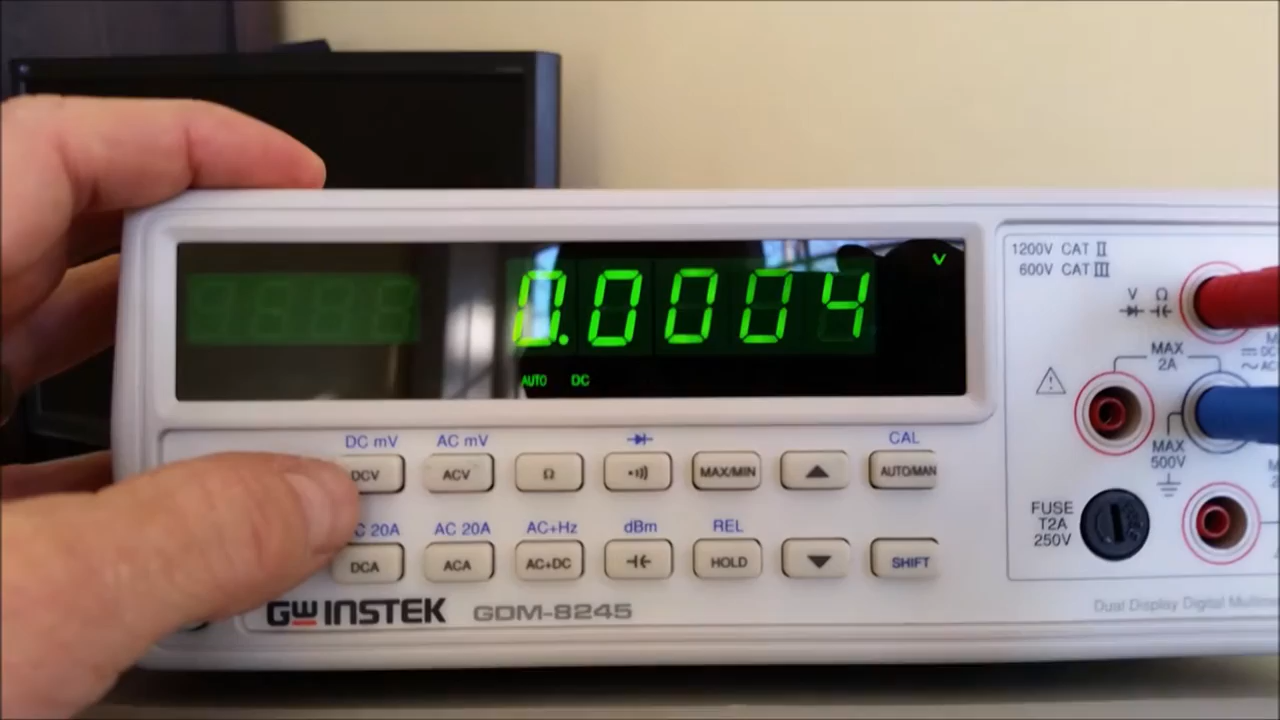 0.0004
V
AUTO DC
1200V CAT II
600V CAT III
V Ω
MAX
2A
MAX
500V
FUSE
T2A
250V
DC mV AC mV CAL
DCV ACV Ω MAX/MIN AUTO/MAN
C 20A AC 20A AC+Hz dBm REL
DCA ACA AC+DC HOLD SHIFT
GW INSTEK GDM-8245
Dual Display Digital